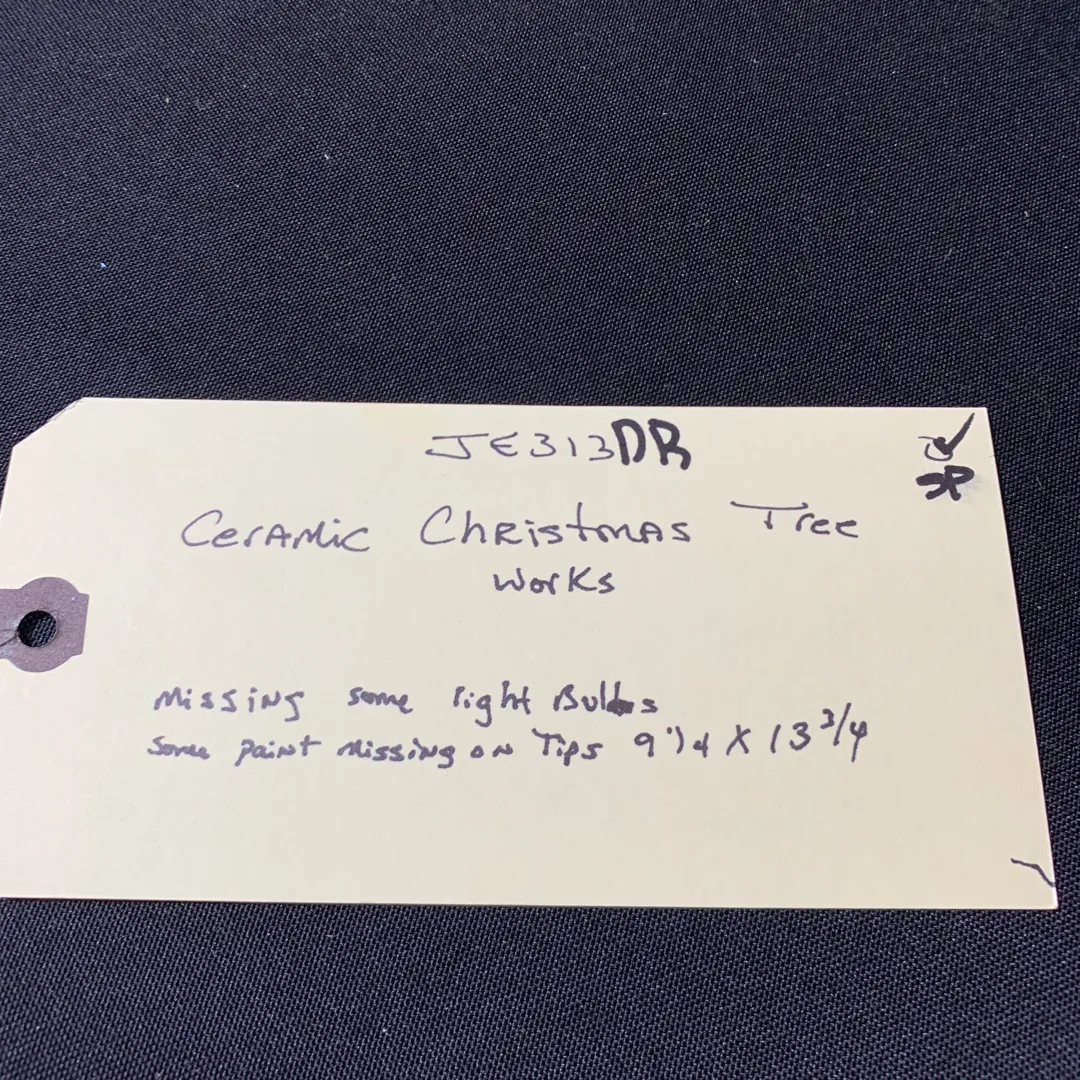 JE313DR
✓
SR
Ceramic Christmas Tree
works
Missing some light Bulbs
Some paint missing on Tips 9 1/4 X 13 3/4